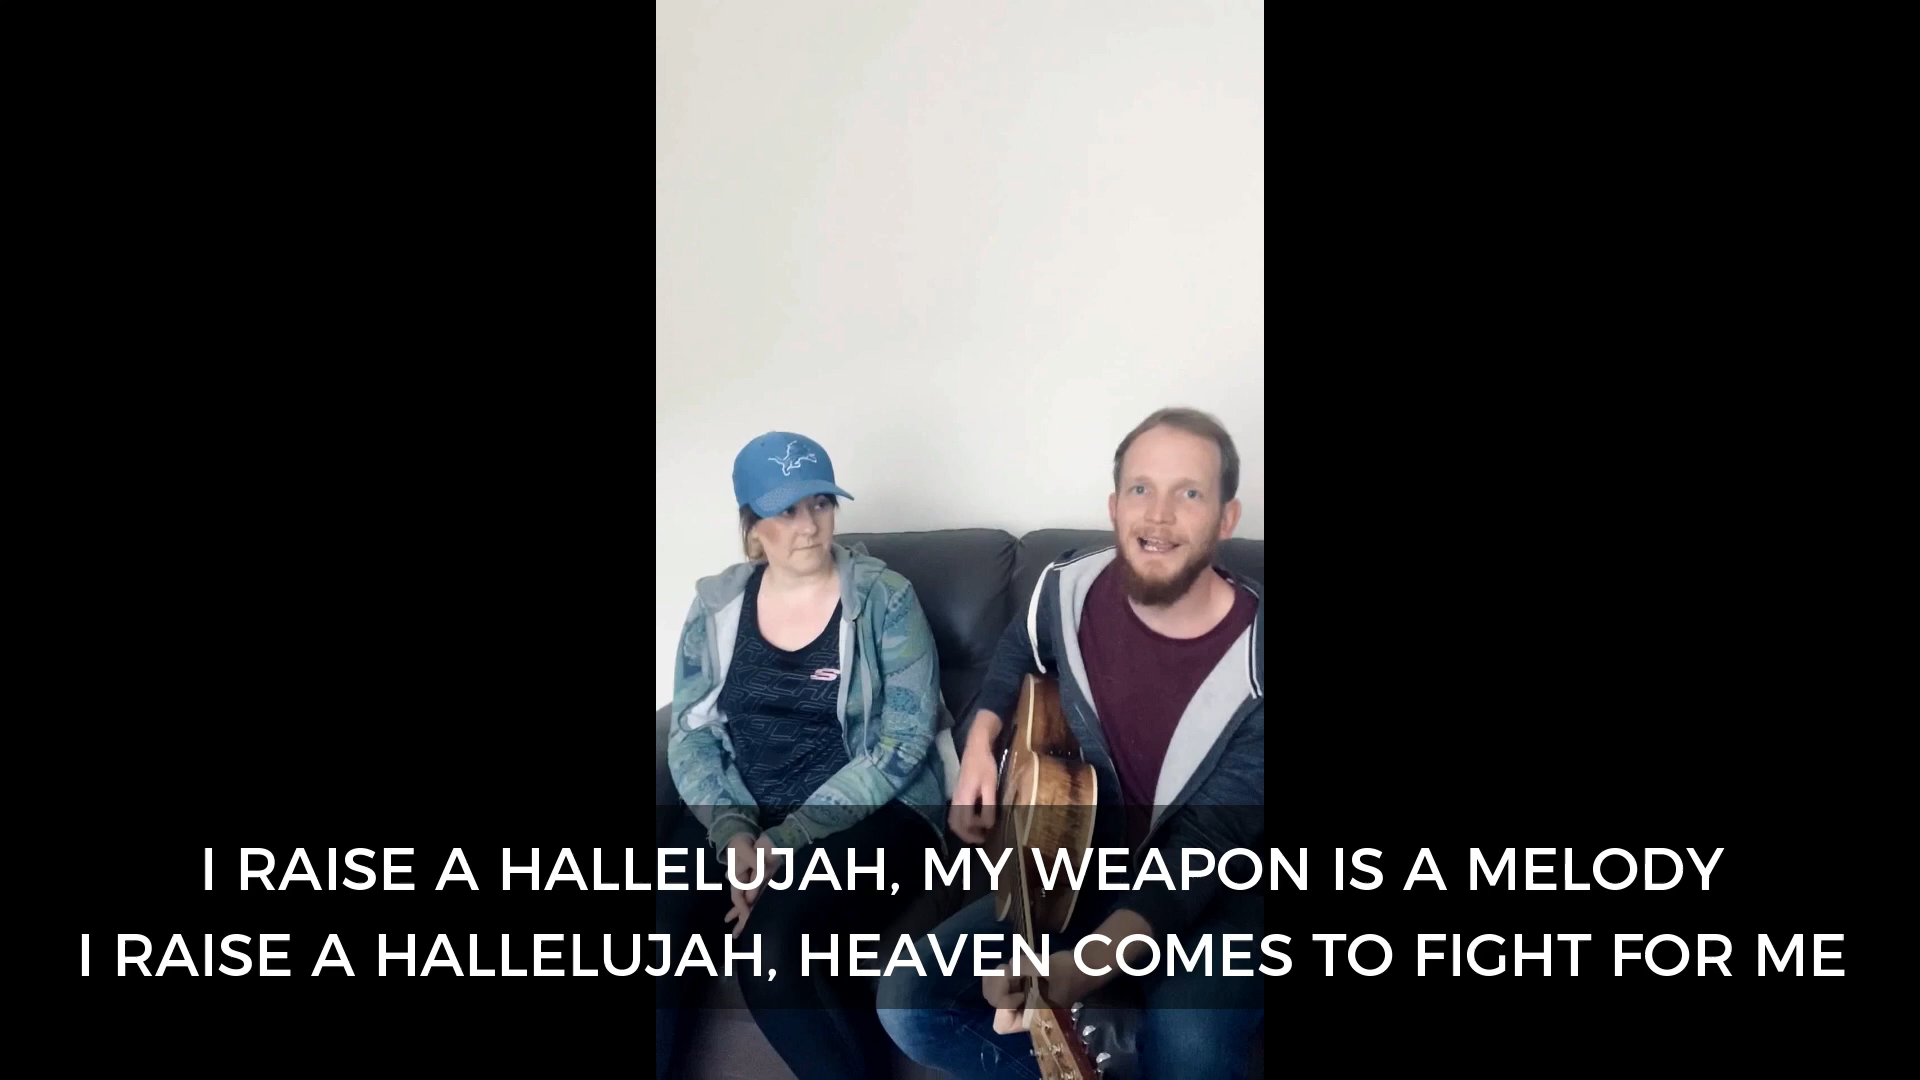 S
I RAISE A HALLELUJAH, MY WEAPON IS A MELODY
I RAISE A HALLELUJAH, HEAVEN COMES TO FIGHT FOR ME